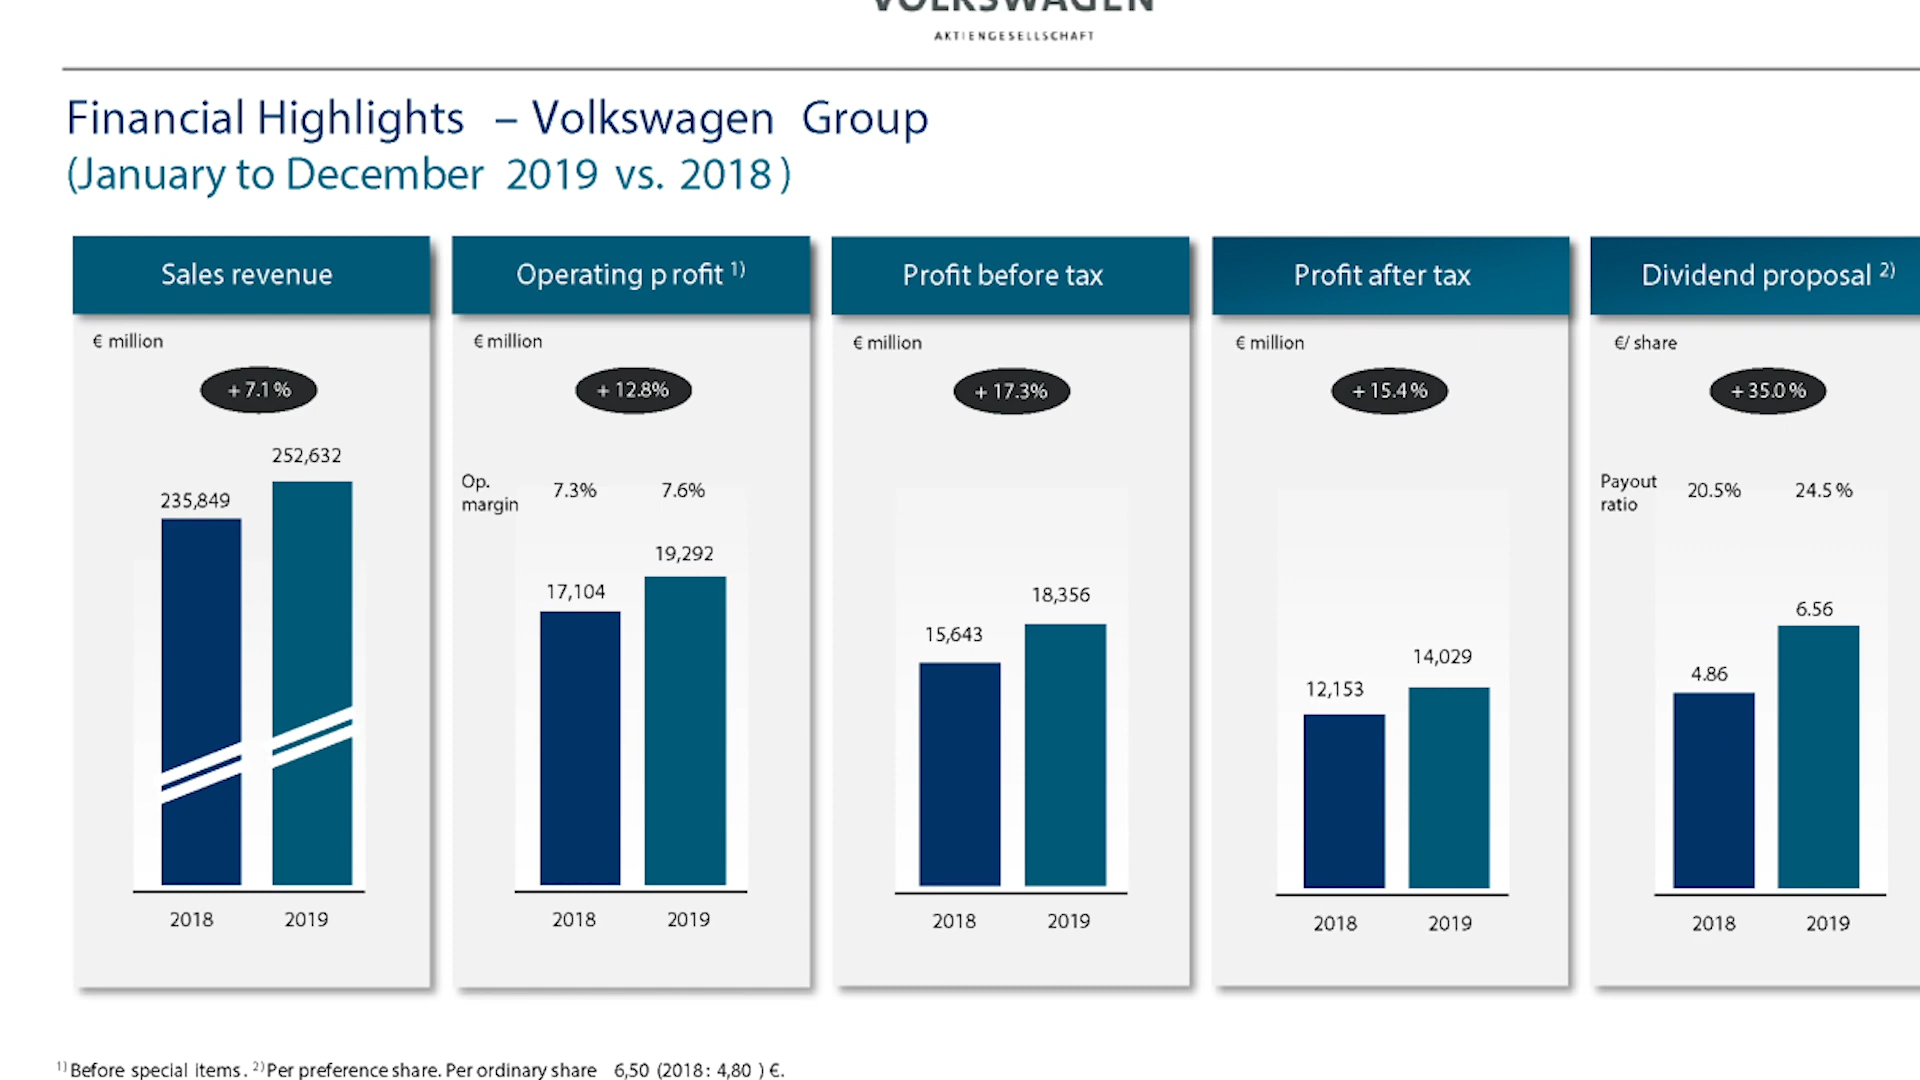 VOLKSWAGEN
AKTIENGESELLSCHAFT
Financial Highlights – Volkswagen Group
(January to December 2019 vs. 2018)
Sales revenue
€ million
+ 7.1 %
252,632
235,849
2018 2019
Operating profit 1)
€ million
+ 12.8%
Op.
margin
7.3% 7.6%
19,292
17,104
2018 2019
Profit before tax
€ million
+ 17.3%
18,356
15,643
2018 2019
Profit after tax
€ million
+ 15.4 %
14,029
12,153
2018 2019
Dividend proposal 2)
€/ share
+ 35.0 %
Payout
ratio
20.5% 24.5 %
6.56
4.86
2018 2019
1) Before special items. 2) Per preference share. Per ordinary share 6,50 (2018: 4,80 ) €.